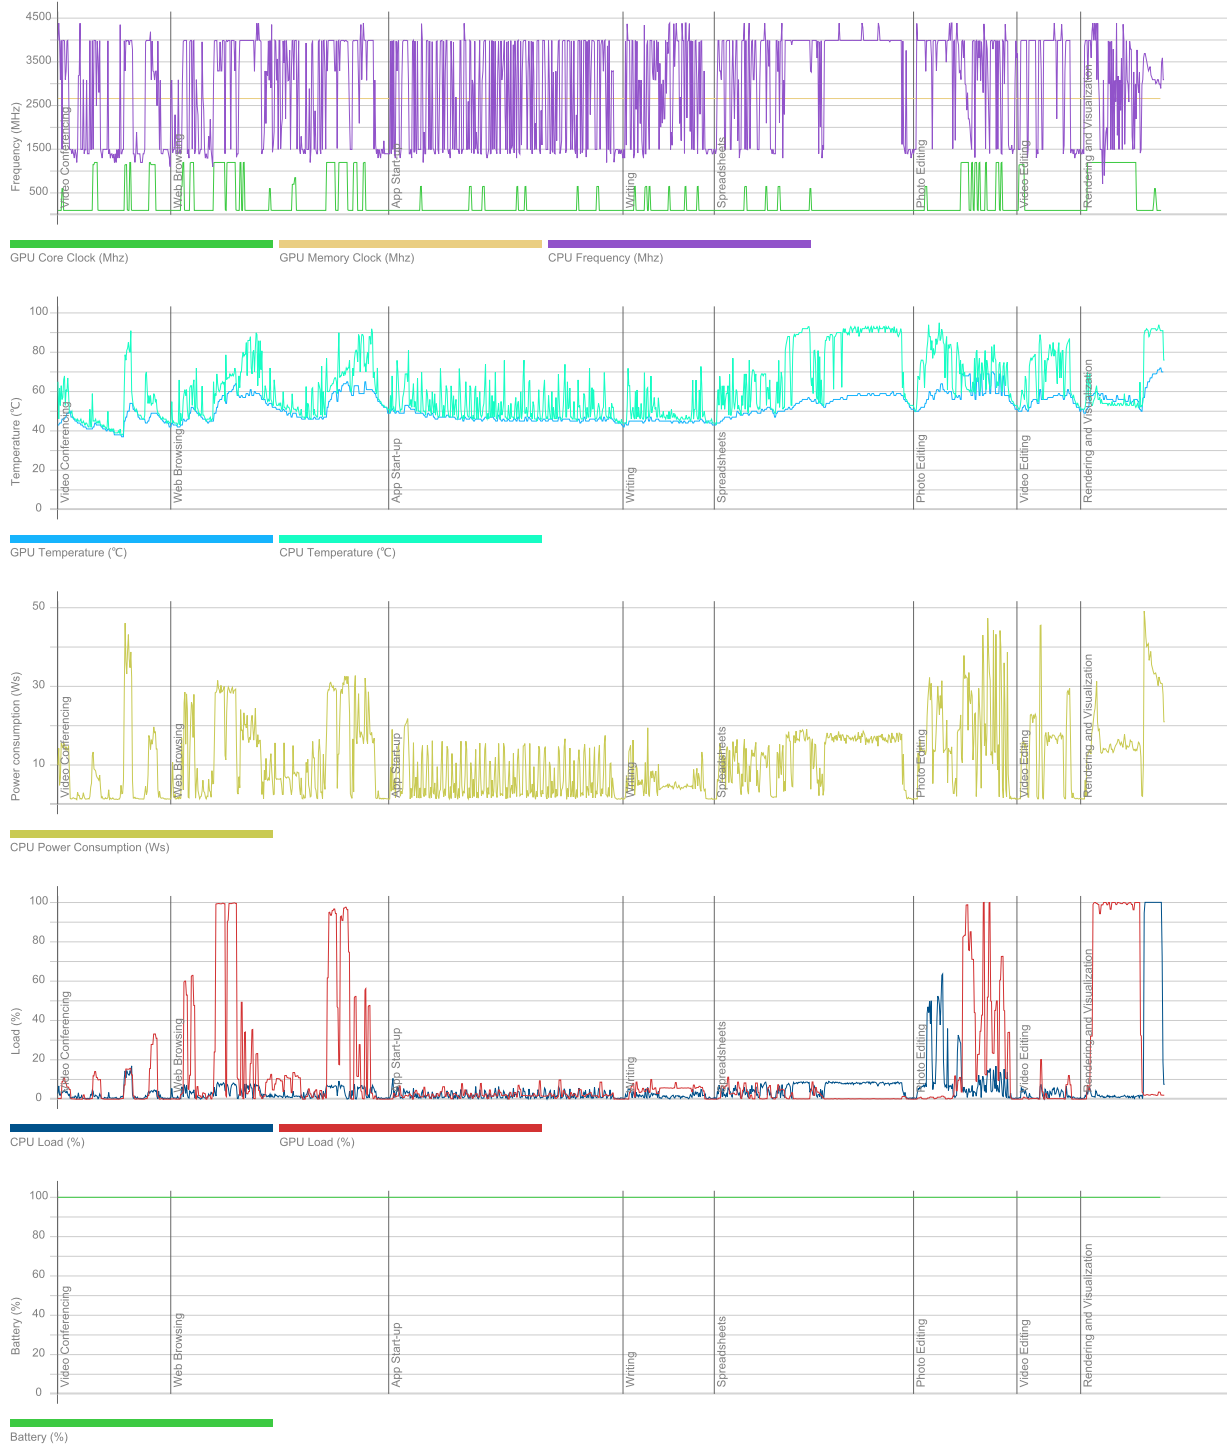 4500
3500
2500
1500
500
Frequency (MHz)
Video Conferencing
Web Browsing
App Start-up
Writing
Spreadsheets
Photo Editing
Video Editing
Rendering and Visualization
GPU Core Clock (Mhz)
GPU Memory Clock (Mhz)
CPU Frequency (Mhz)
100
80
60
40
20
0
Temperature (℃)
Video Conferencing
Web Browsing
App Start-up
Writing
Spreadsheets
Photo Editing
Video Editing
Rendering and Visualization
GPU Temperature (℃)
CPU Temperature (℃)
50
30
10
Power consumption (Ws)
Video Conferencing
Web Browsing
App Start-up
Writing
Spreadsheets
Photo Editing
Video Editing
Rendering and Visualization
CPU Power Consumption (Ws)
100
80
60
40
20
0
Load (%)
Video Conferencing
Web Browsing
App Start-up
Writing
Spreadsheets
Photo Editing
Video Editing
Rendering and Visualization
CPU Load (%)
GPU Load (%)
100
80
60
40
20
0
Battery (%)
Video Conferencing
Web Browsing
App Start-up
Writing
Spreadsheets
Photo Editing
Video Editing
Rendering and Visualization
Battery (%)